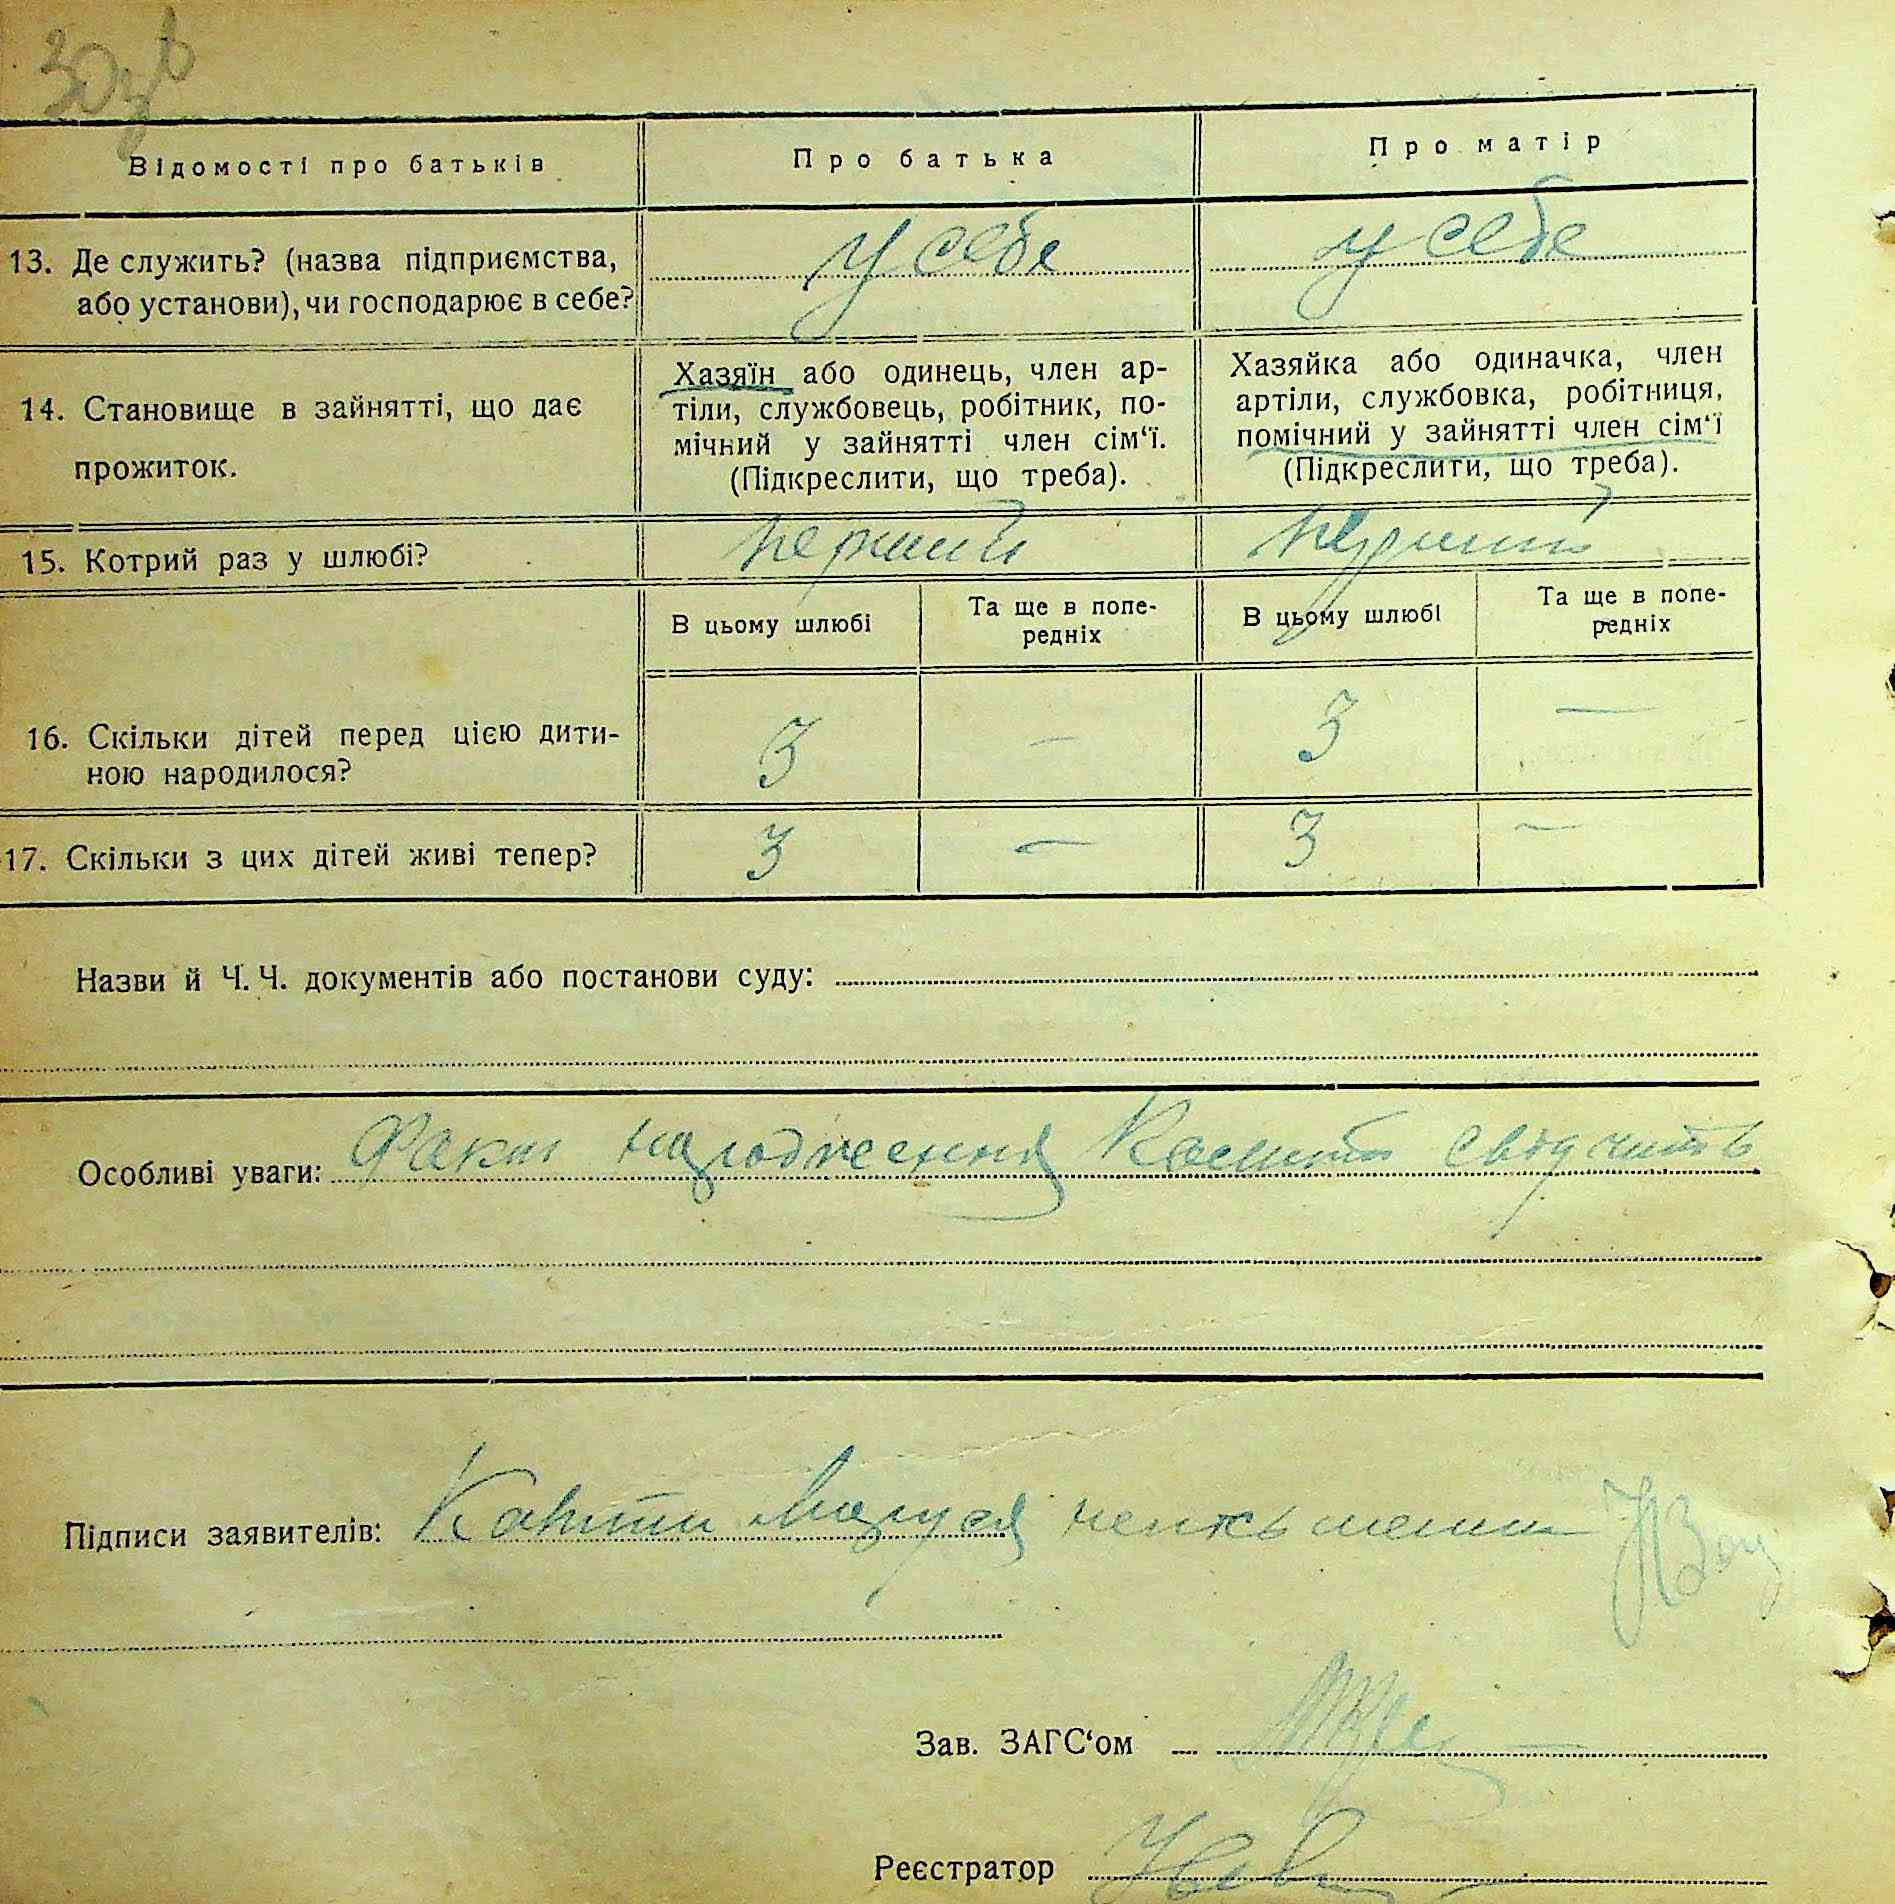 30зв
Відомості про батьків
Про батька
Про матір
13. Де служить? (назва підприємства,
або установи), чи господарює в себе?
у себе
у себе
14. Становище в зайнятті, що дає
прожиток.
Хазяїн або одинець, член ар-
тіли, службовець, робітник, по-
мічний у зайнятті член сім‘ї.
(Підкреслити, що треба).
Хазяйка або одиначка, член
артіли, службовка, робітниця,
помічний у зайнятті член сім‘ї
(Підкреслити, що треба).
15. Котрий раз у шлюбі?
перший
перший
В цьому шлюбі
Та ще в попе-
редніх
В цьому шлюбі
Та ще в попе-
редніх
16. Скільки дітей перед цією дити-
ною народилося?
3
—
3
—
17. Скільки з цих дітей живі тепер?
3
—
3
—
Назви й Ч. Ч. документів або постанови суду:
Особливі уваги: Факт народження свідчить
Підписи заявителів: Маруся
Зав. ЗАГС‘ом
Реєстратор